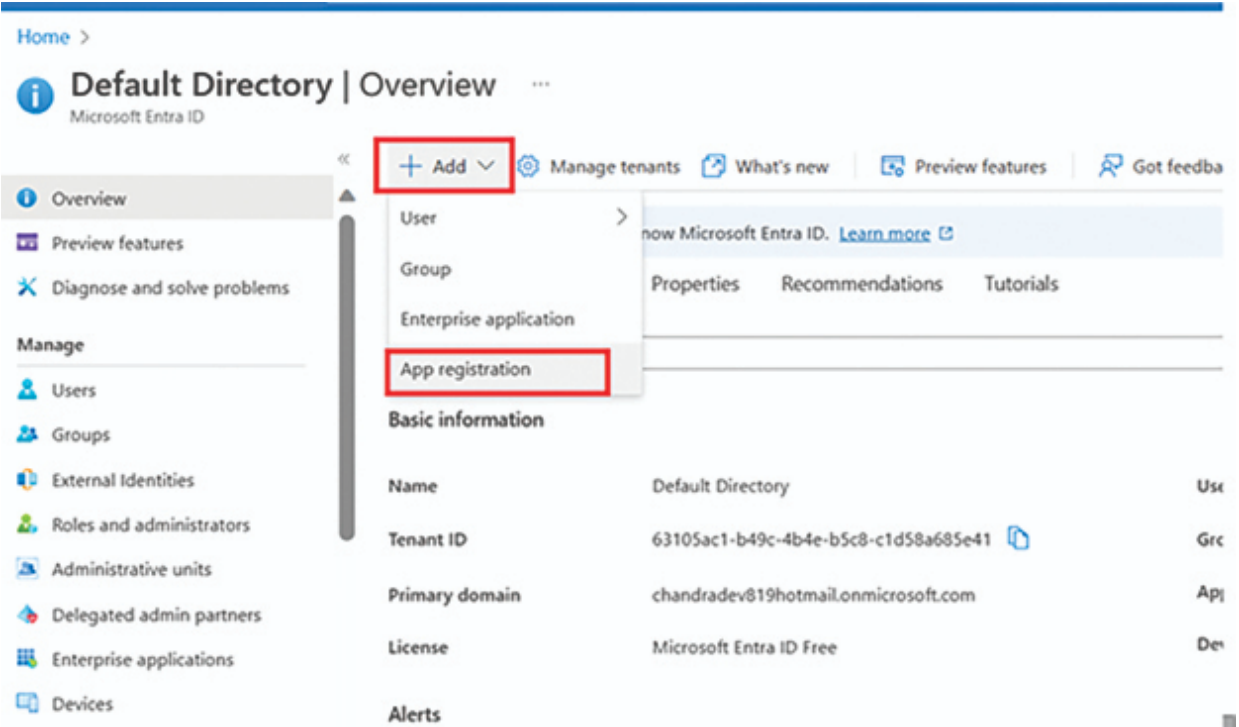 Home >
Default Directory | Overview ...
Microsoft Entra ID
«
+ Add Manage tenants What's new Preview features Got feedba
Overview
Preview features
Diagnose and solve problems
Manage
Users
Groups
External Identities
Roles and administrators
Administrative units
Delegated admin partners
Enterprise applications
Devices
User >
Group
Enterprise application
App registration
now Microsoft Entra ID. Learn more
Properties Recommendations Tutorials
Basic information
Name Default Directory Use
Tenant ID 63105ac1-b49c-4b4e-b5c8-c1d58a685e41 Grc
Primary domain chandradev819hotmail.onmicrosoft.com App
License Microsoft Entra ID Free Dev
Alerts